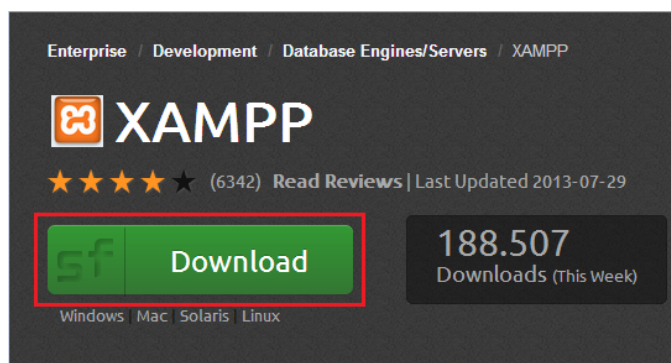 Enterprise / Development / Database Engines/Servers / XAMPP
XAMPP
(6342) Read Reviews | Last Updated 2013-07-29
sf Download
188.507
Downloads (This Week)
Windows | Mac | Solaris | Linux